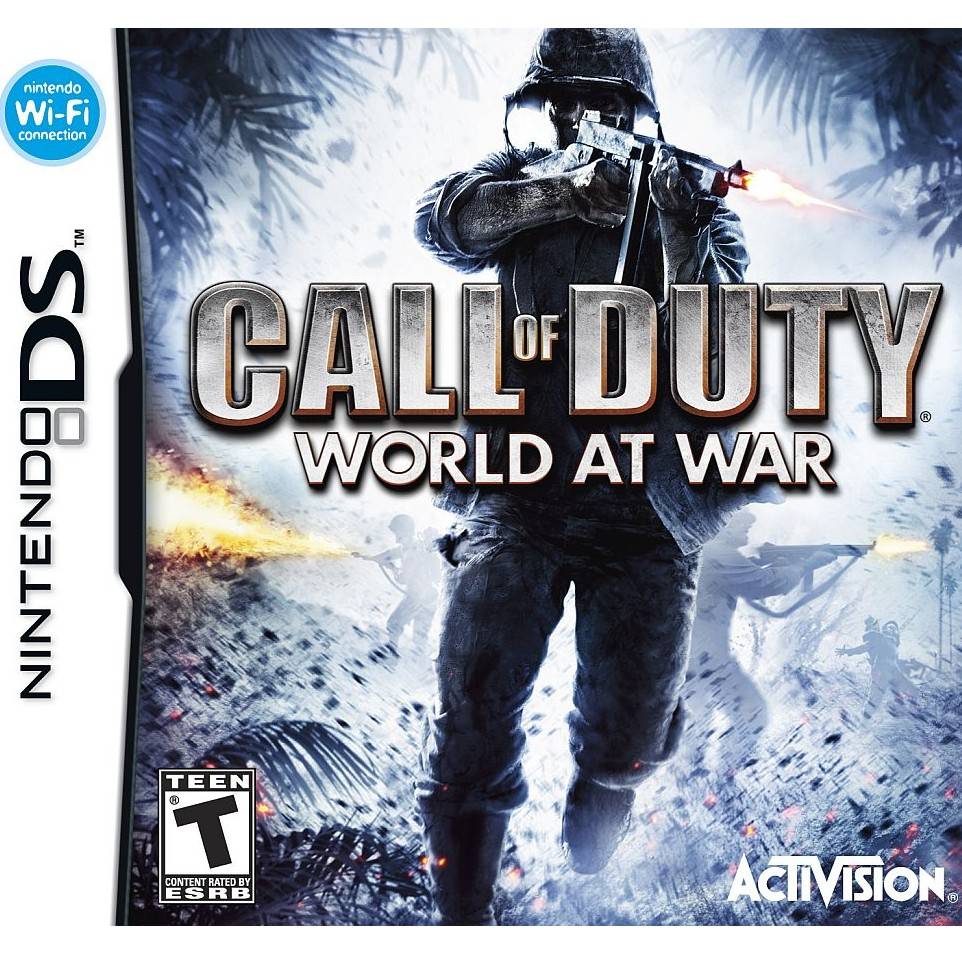 nintendo
Wi-Fi
connection
NINTENDO DS™
CALL OF DUTY®
WORLD AT WAR
TEEN
®
T
CONTENT RATED BY
ESRB
ACTIVISION®